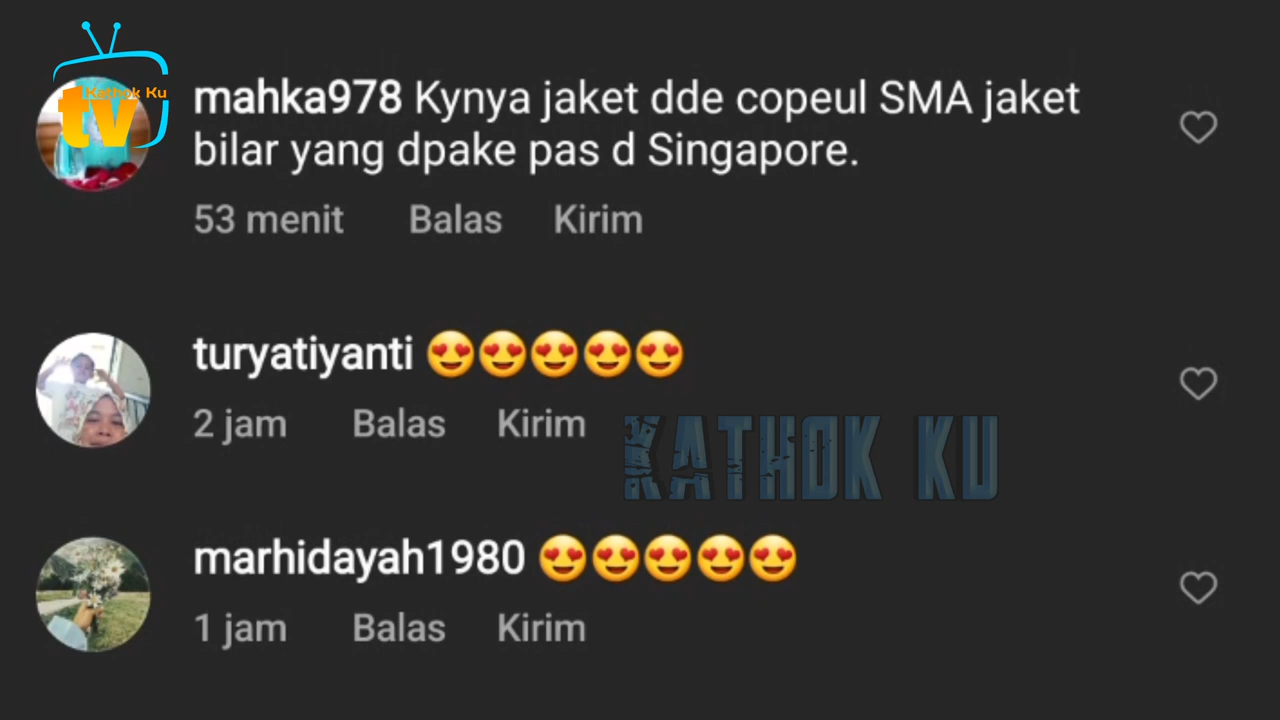 Kathok Ku
tv
mahka978 Kynya jaket dde copeul SMA jaket
bilar yang dpake pas d Singapore.
53 menit Balas Kirim
turyatiyanti 😍😍😍😍😍
2 jam Balas Kirim
KATHOK KU
marhidayah1980 😍😍😍😍😍
1 jam Balas Kirim